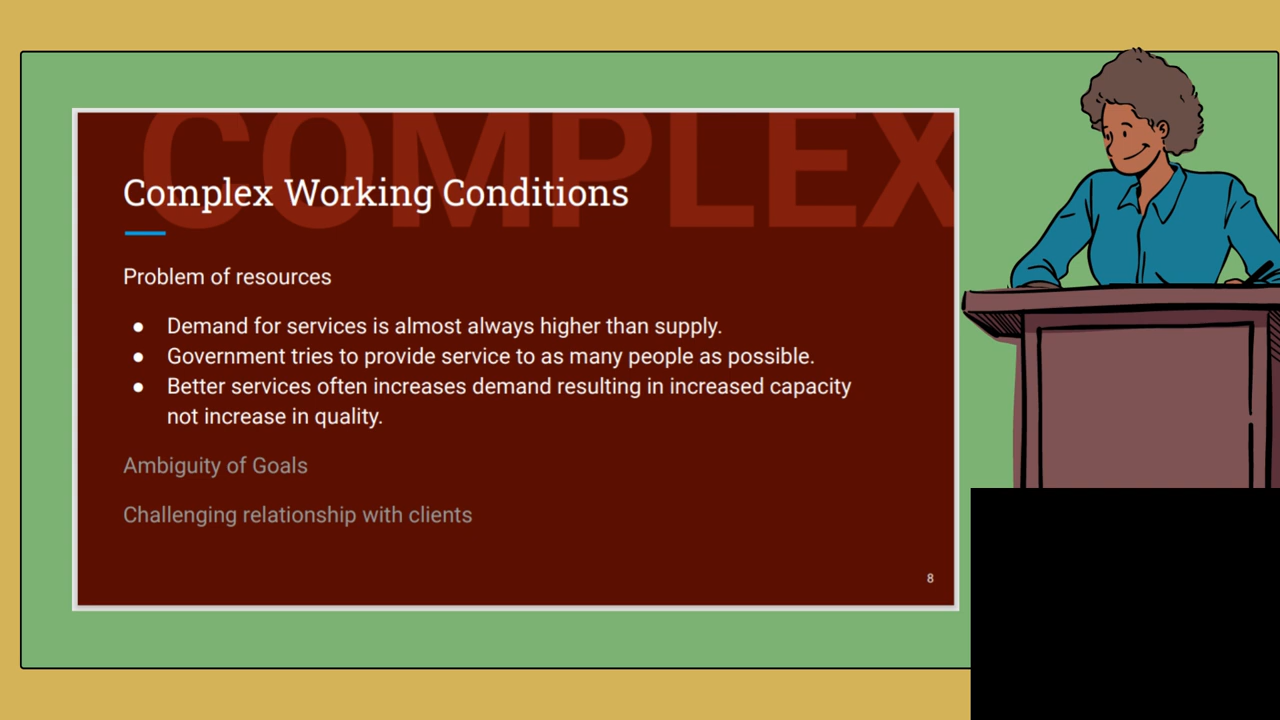 COMPLEX
Complex Working Conditions
Problem of resources
● Demand for services is almost always higher than supply.
● Government tries to provide service to as many people as possible.
● Better services often increases demand resulting in increased capacity
not increase in quality.
Ambiguity of Goals
Challenging relationship with clients
8